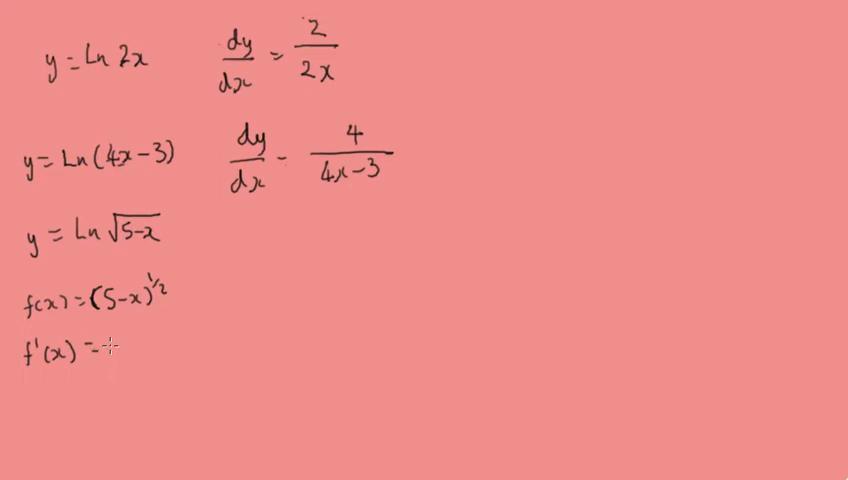 y = Ln 2x dy/dx = 2/2x
y = Ln (4x - 3) dy/dx = 4/4x-3
y = Ln √5-x
f(x) = (5-x)^1/2
f'(x) =